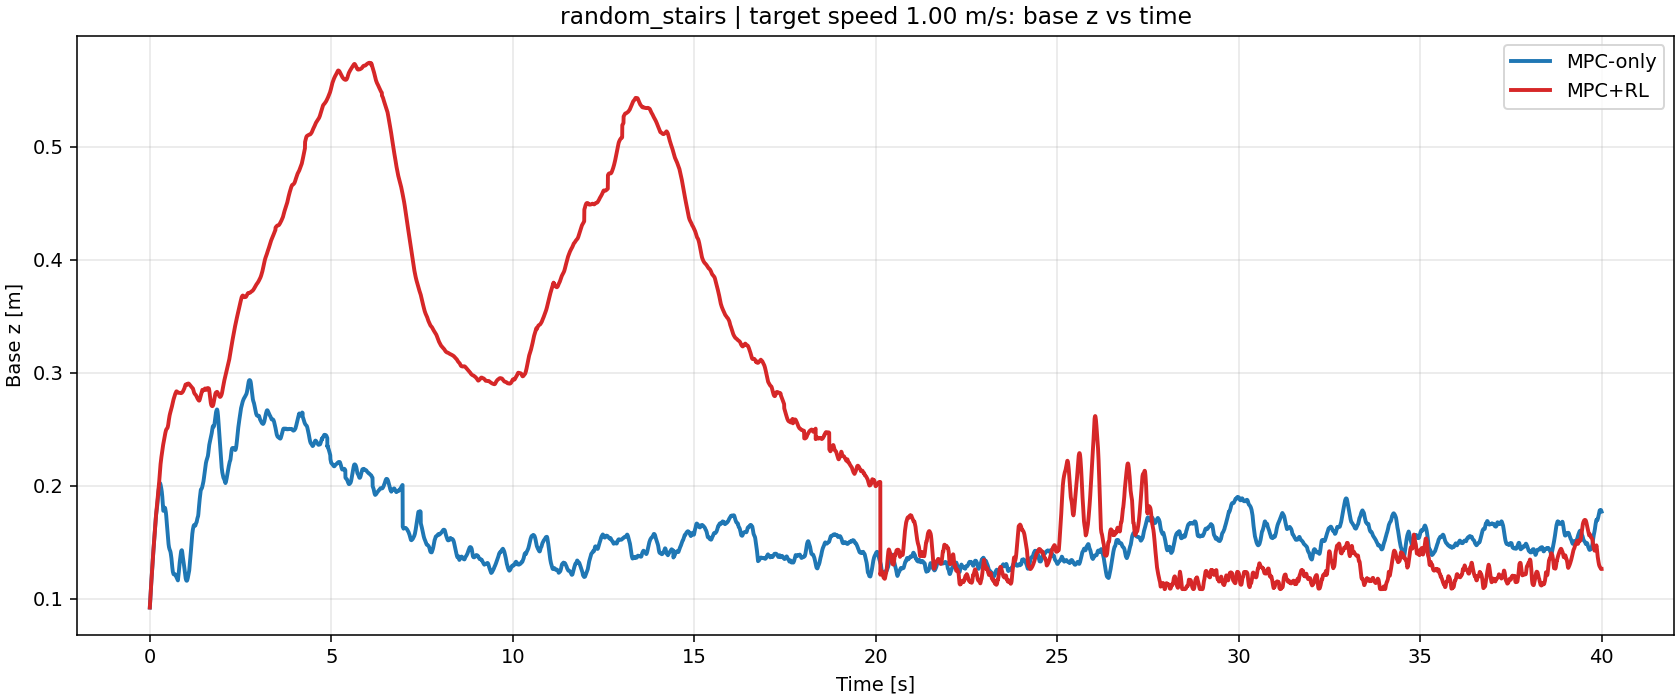 random_stairs | target speed 1.00 m/s: base z vs time
MPC-only
MPC+RL
Base z [m]
0.5
0.4
0.3
0.2
0.1
0 5 10 15 20 25 30 35 40
Time [s]